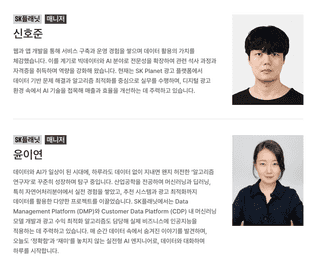 SK플래닛 매니저
신호준
웹과 앱 개발을 통해 서비스 구축과 운영 경험을 쌓으며 데이터 활용의 가치를
체감했습니다. 이를 계기로 빅데이터와 AI 분야로 전문성을 확장하며 관련 석사 과정과
자격증을 취득하며 역량을 강화해 왔습니다. 현재는 SK Planet 광고 플랫폼에서
데이터 기반 문제 해결과 알고리즘 최적화를 중심으로 실무를 수행하며, 디지털 광고
환경 속에서 AI 기술을 접목해 매출과 효율을 개선하는 데 주력하고 있습니다.
SK플래닛 매니저
윤이연
데이터와 AI가 일상이 된 시대에, 하루라도 데이터 없이 지내면 왠지 허전한 '알고리즘
연구자'로 꾸준히 성장하며 탐구 중입니다. 산업공학을 전공하며 머신러닝과 딥러닝,
특히 자연어처리분야에서 실전 경험을 쌓았고, 추천 시스템과 광고 최적화까지
데이터를 활용한 다양한 프로젝트를 이끌었습니다. SK플래닛에서는 Data
Management Platform (DMP)와 Customer Data Platform (CDP) 내 머신러닝
모델 개발과 광고 수익 최적화 알고리즘도 담당해 실제 비즈니스에 인공지능을
적용하는 데 주력하고 있습니다. 매 순간 데이터 속에서 숨겨진 이야기를 발견하며,
오늘도 '정확함'과 '재미'를 놓치지 않는 실전형 AI 엔지니어로, 데이터와 대화하며
하루를 시작합니다.